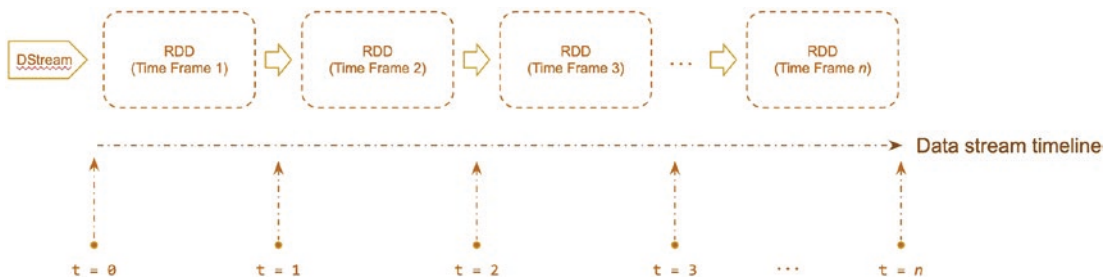 DStream
RDD
(Time Frame 1)
RDD
(Time Frame 2)
RDD
(Time Frame 3)
...
RDD
(Time Frame n)
Data stream timeline
t = 0
t = 1
t = 2
t = 3
...
t = n